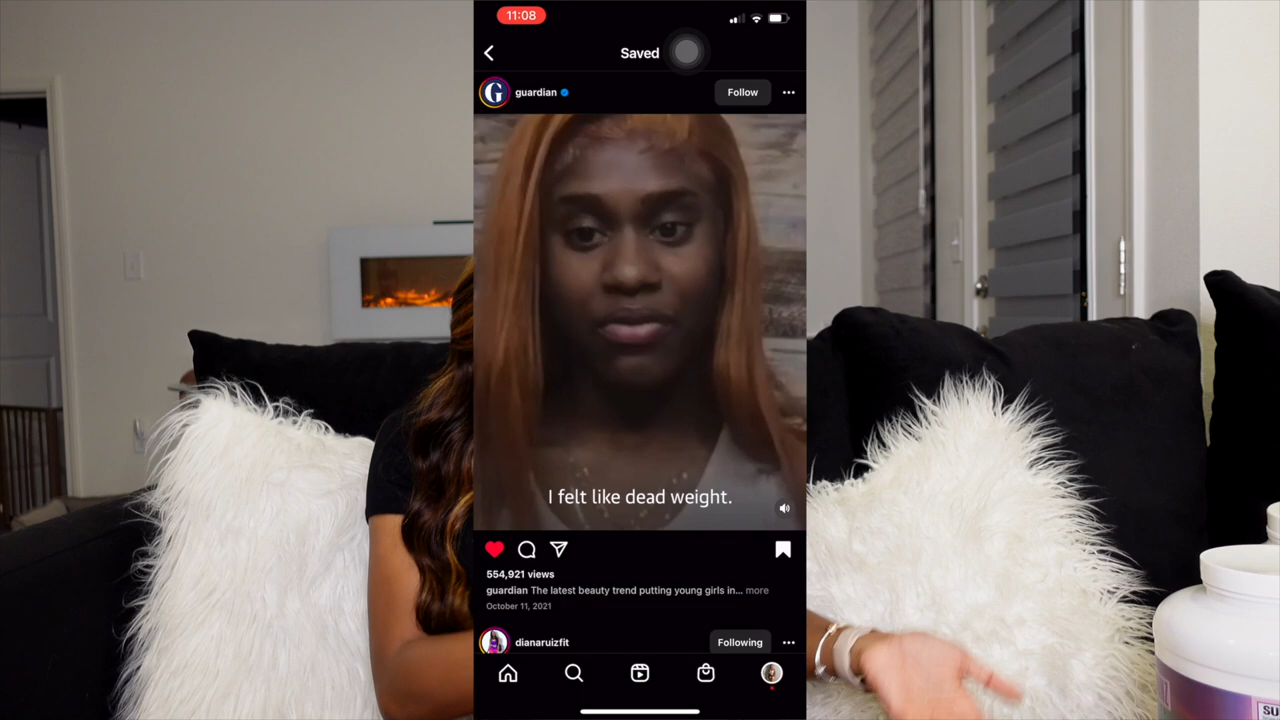 11:08
Saved
G
guardian
Follow
I felt like dead weight.
554,921 views
guardian The latest beauty trend putting young girls in... more
October 11, 2021
dianaruizfit
Following
SU